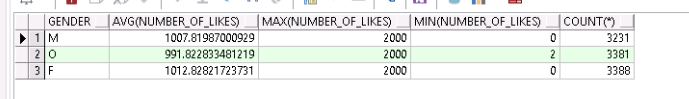 GENDER AVG(NUMBER_OF_LIKES) MAX(NUMBER_OF_LIKES) MIN(NUMBER_OF_LIKES) COUNT(*)
1 M 1007.81987000929 2000 0 3231
2 O 991.822833481219 2000 2 3381
3 F 1012.82821723731 2000 0 3388